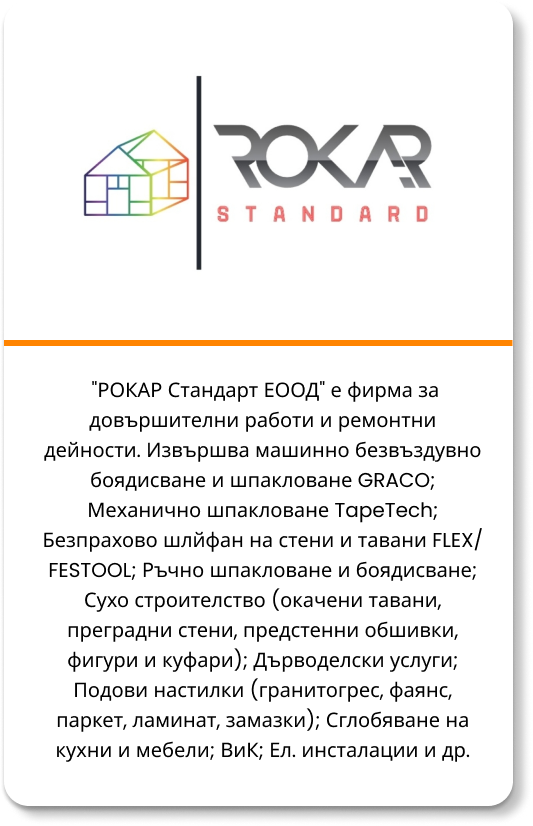 ROKAR
STANDARD
"РОКАР Стандарт ЕООД" е фирма за
довършителни работи и ремонтни
дейности. Извършва машинно безвъздувно
боядисване и шпакловане GRACO;
Механично шпакловане TapeTech;
Безпрахово шлйфан на стени и тавани FLEX/
FESTOOL; Ръчно шпакловане и боядисване;
Сухо строителство (окачени тавани,
преградни стени, предстенни обшивки,
фигури и куфари); Дърводелски услуги;
Подови настилки (гранитогрес, фаянс,
паркет, ламинат, замазки); Сглобяване на
кухни и мебели; ВиК; Ел. инсталации и др.